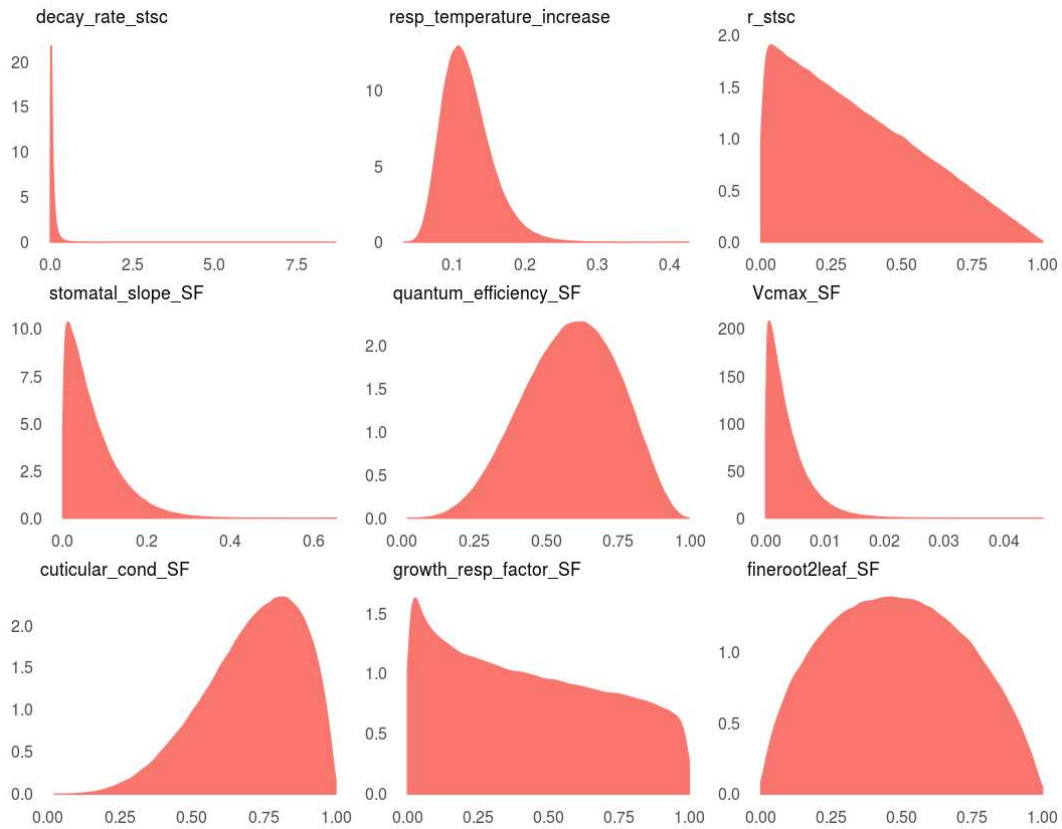 decay_rate_stsc
20
15
10
5
0
0.0 2.5 5.0 7.5
resp_temperature_increase
10
5
0
0.1 0.2 0.3 0.4
r_stsc
2.0
1.5
1.0
0.5
0.0
0.00 0.25 0.50 0.75 1.00
stomatal_slope_SF
10.0
7.5
5.0
2.5
0.0
0.0 0.2 0.4 0.6
quantum_efficiency_SF
2.0
1.5
1.0
0.5
0.0
0.00 0.25 0.50 0.75 1.00
Vcmax_SF
200
150
100
50
0
0.00 0.01 0.02 0.03 0.04
cuticular_cond_SF
2.0
1.5
1.0
0.5
0.0
0.00 0.25 0.50 0.75 1.00
growth_resp_factor_SF
1.5
1.0
0.5
0.0
0.00 0.25 0.50 0.75 1.00
fineroot2leaf_SF
1.0
0.5
0.0
0.00 0.25 0.50 0.75 1.00